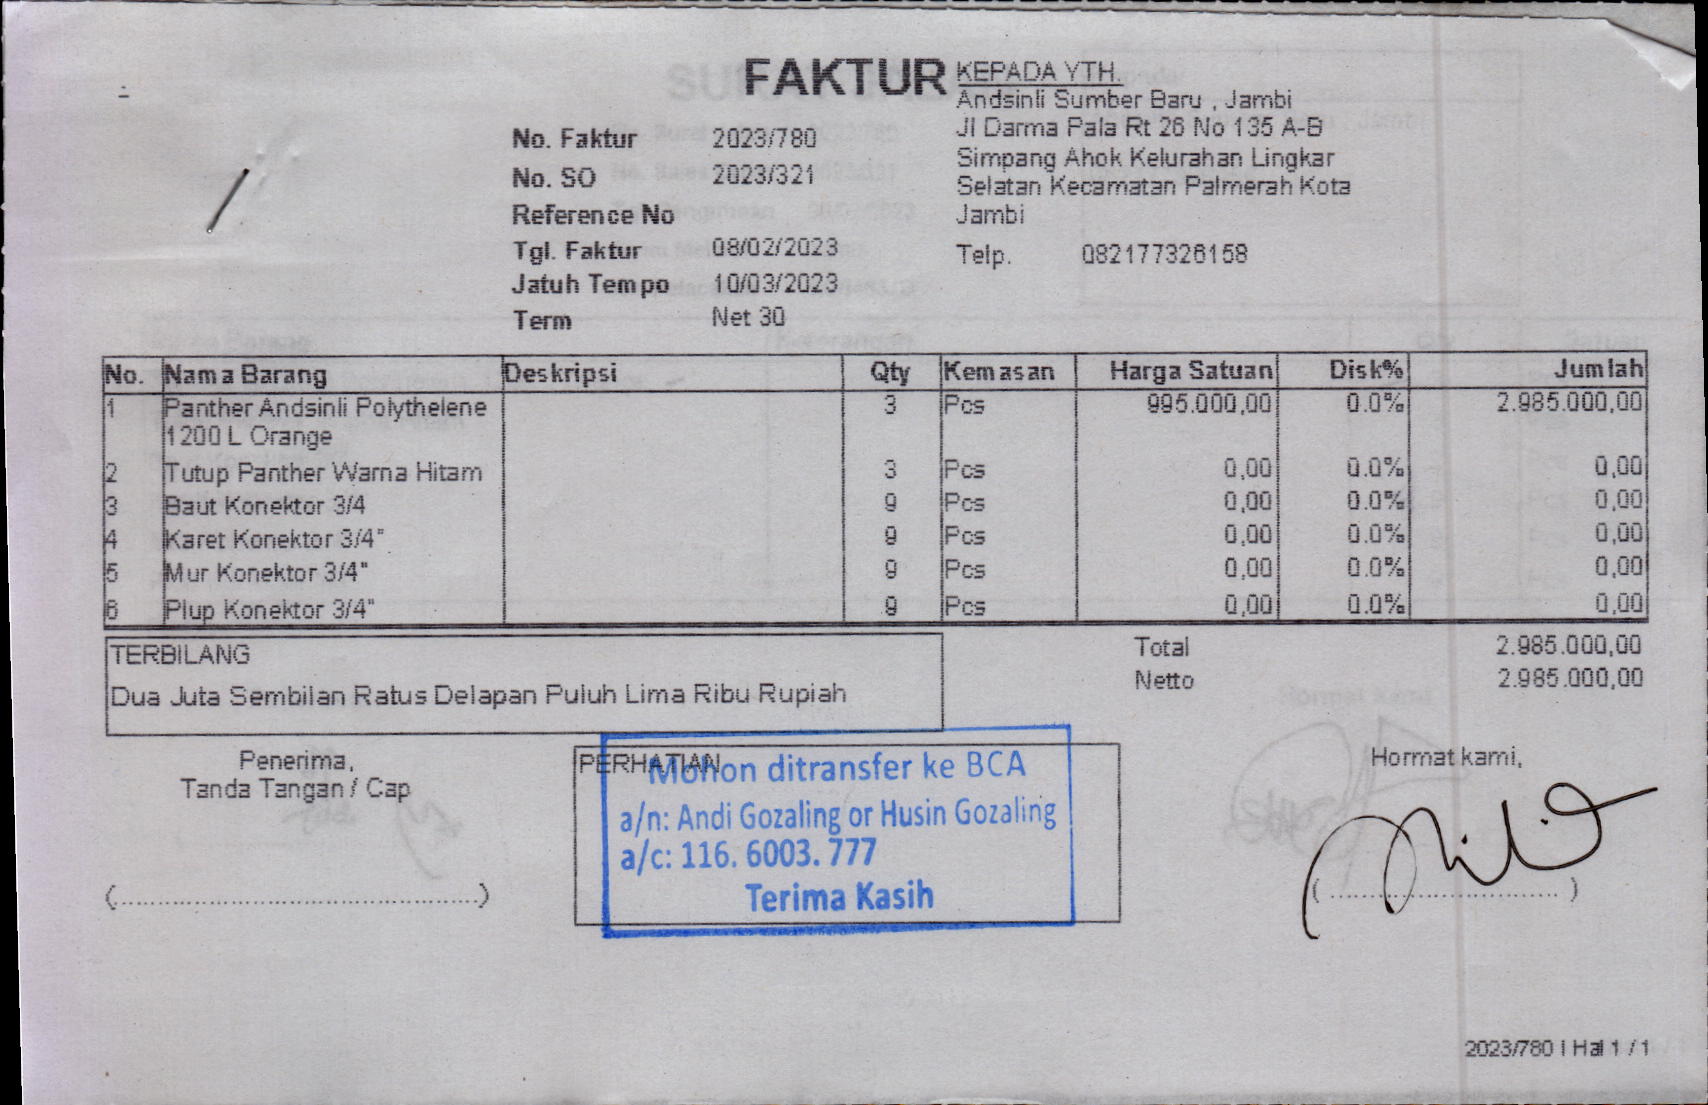 FAKTUR
KEPADA YTH.
Andsinli Sumber Baru , Jambi
Jl Darma Pala Rt 26 No 135 A-B
Simpang Ahok Kelurahan Lingkar
Selatan Kecamatan Palmerah Kota
Jambi
Telp. 082177326158
No. Faktur 2023/780
No. SO 2023/321
Reference No
Tgl. Faktur 08/02/2023
Jatuh Tempo 10/03/2023
Term Net 30
No. Nama Barang Deskripsi Qty Kemasan Harga Satuan Disk% Jumlah
1 Panther Andsinli Polythelene 3 Pcs 995.000,00 0.0% 2.985.000,00
1200 L Orange
2 Tutup Panther Warna Hitam 3 Pcs 0,00 0.0% 0,00
3 Baut Konektor 3/4 9 Pcs 0,00 0.0% 0,00
4 Karet Konektor 3/4" 9 Pcs 0,00 0.0% 0,00
5 Mur Konektor 3/4" 9 Pcs 0,00 0.0% 0,00
6 Plup Konektor 3/4" 9 Pcs 0,00 0.0% 0,00
TERBILANG
Dua Juta Sembilan Ratus Delapan Puluh Lima Ribu Rupiah
Total 2.985.000,00
Netto 2.985.000,00
Penerima,
Tanda Tangan / Cap
(....................................................)
PERHATIAN
Mohon ditransfer ke BCA
a/n: Andi Gozaling or Husin Gozaling
a/c: 116. 6003. 777
Terima Kasih
Hormat kami,
(.................................)
2023/780 | Hal 1 / 1